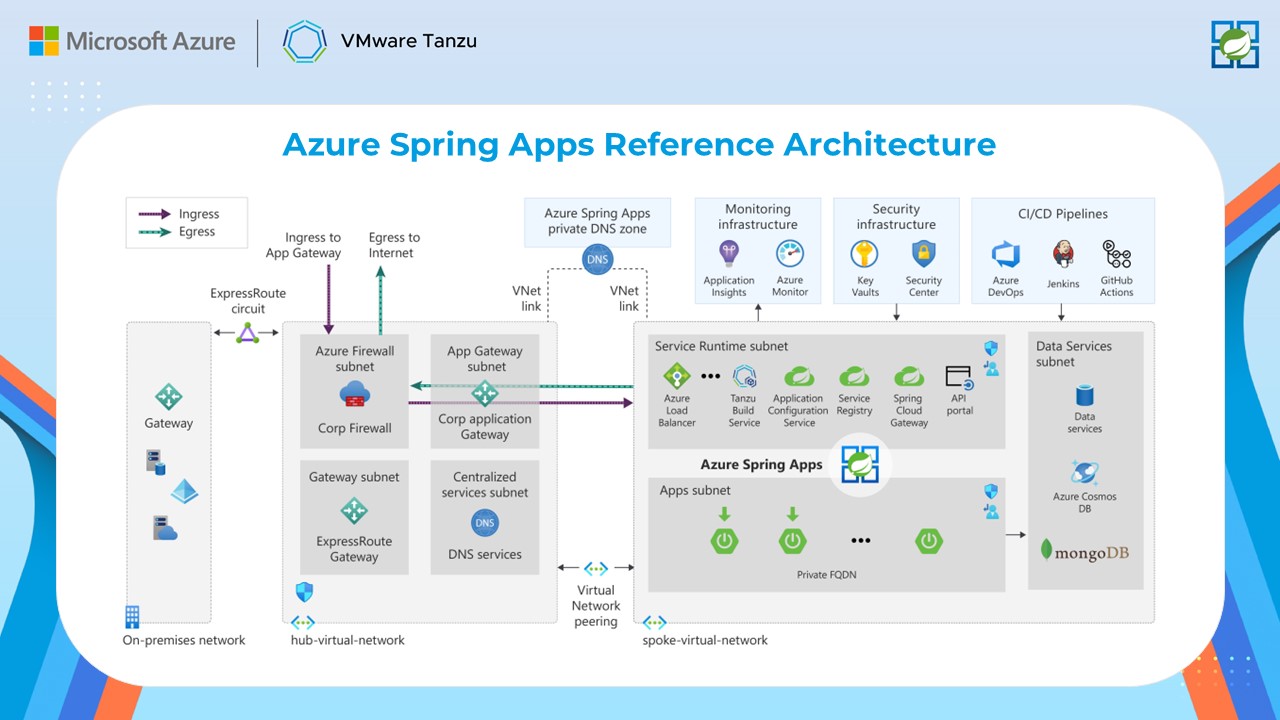 Microsoft Azure
VMware Tanzu
Azure Spring Apps Reference Architecture
Ingress
Egress
Ingress to
App Gateway
Egress to
Internet
ExpressRoute
circuit
Azure Spring Apps
private DNS zone
DNS
VNet
link
VNet
link
Monitoring
infrastructure
Application
Insights
Azure
Monitor
Security
infrastructure
Key
Vaults
Security
Center
CI/CD Pipelines
Azure
DevOps
Jenkins
GitHub
Actions
Gateway
On-premises network
Azure Firewall
subnet
Corp Firewall
App Gateway
subnet
Corp application
Gateway
Gateway subnet
ExpressRoute
Gateway
Centralized
services subnet
DNS
DNS services
hub-virtual-network
Virtual
Network
peering
Service Runtime subnet
Azure
Load
Balancer
Tanzu
Build
Service
Application
Configuration
Service
Service
Registry
Spring
Cloud
Gateway
API
portal
Azure Spring Apps
Apps subnet
Private FQDN
Data Services
subnet
Data
services
Azure Cosmos
DB
mongoDB
spoke-virtual-network